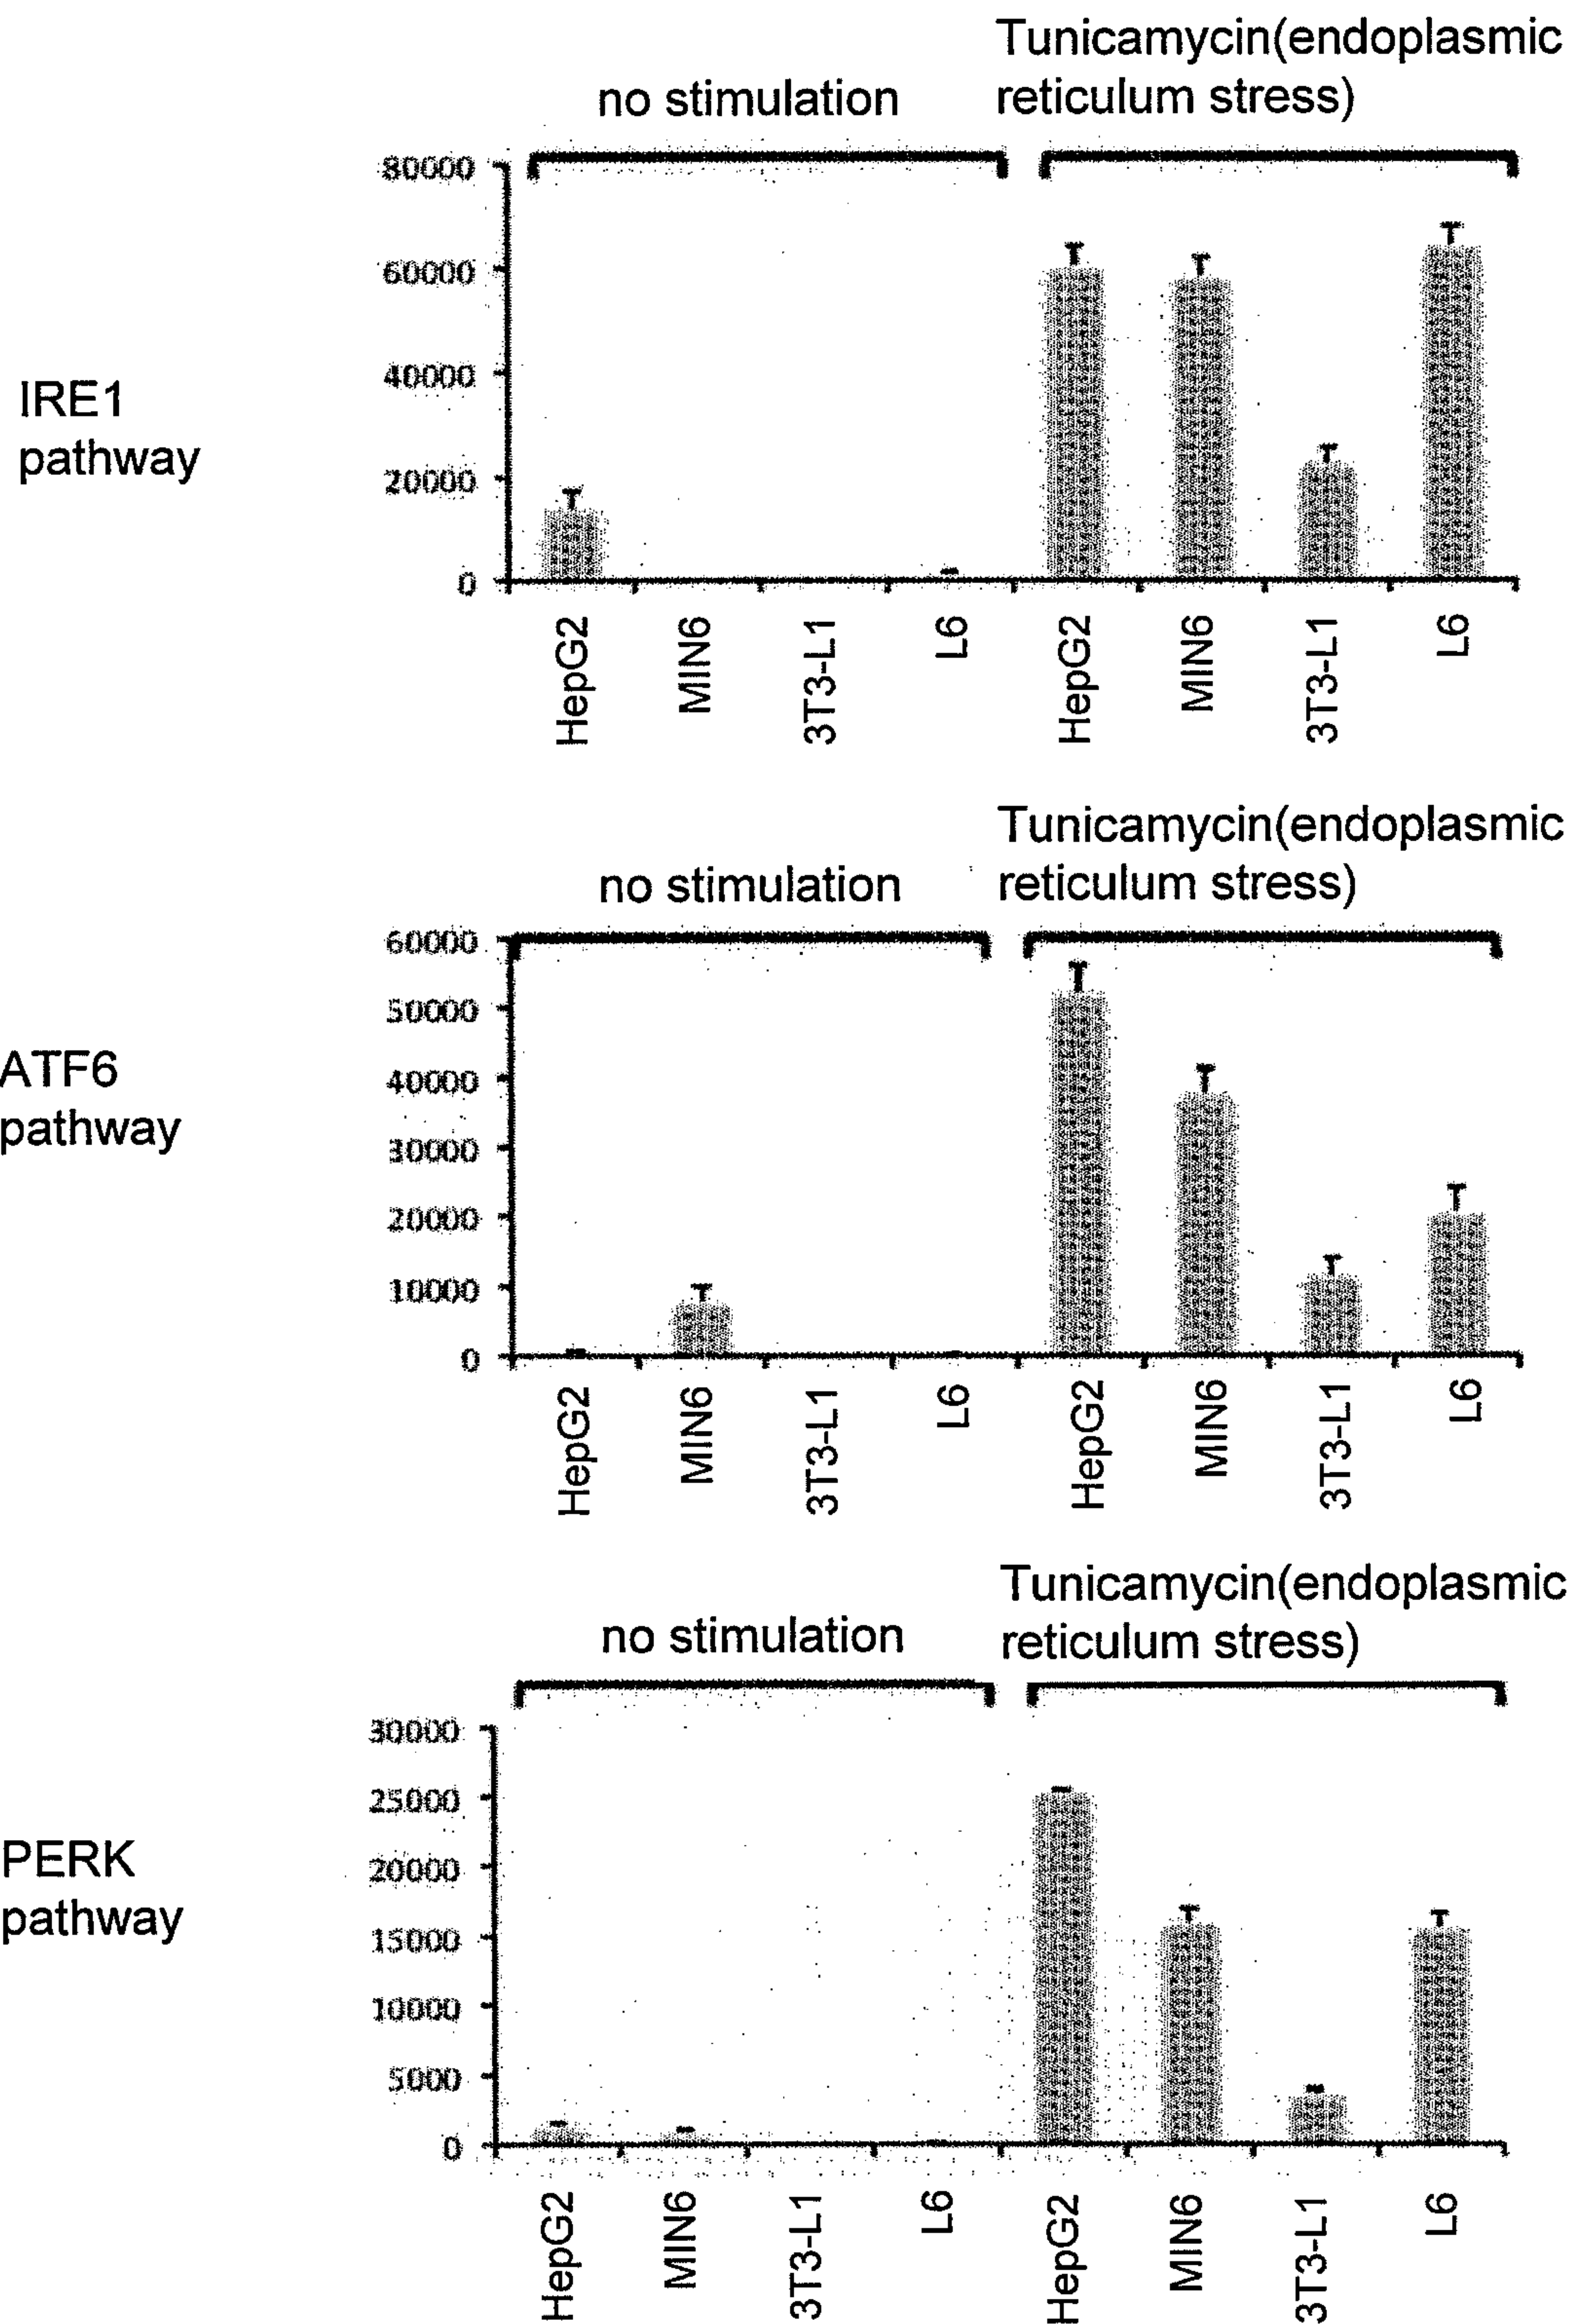 Tunicamycin(endoplasmic
no stimulation reticulum stress)
80000
60000
40000
20000
0
IRE1
pathway
HepG2 MIN6 3T3-L1 L6 HepG2 MIN6 3T3-L1 L6
Tunicamycin(endoplasmic
no stimulation reticulum stress)
60000
50000
40000
30000
20000
10000
0
ATF6
pathway
HepG2 MIN6 3T3-L1 L6 HepG2 MIN6 3T3-L1 L6
Tunicamycin(endoplasmic
no stimulation reticulum stress)
30000
25000
20000
15000
10000
5000
0
PERK
pathway
HepG2 MIN6 3T3-L1 L6 HepG2 MIN6 3T3-L1 L6